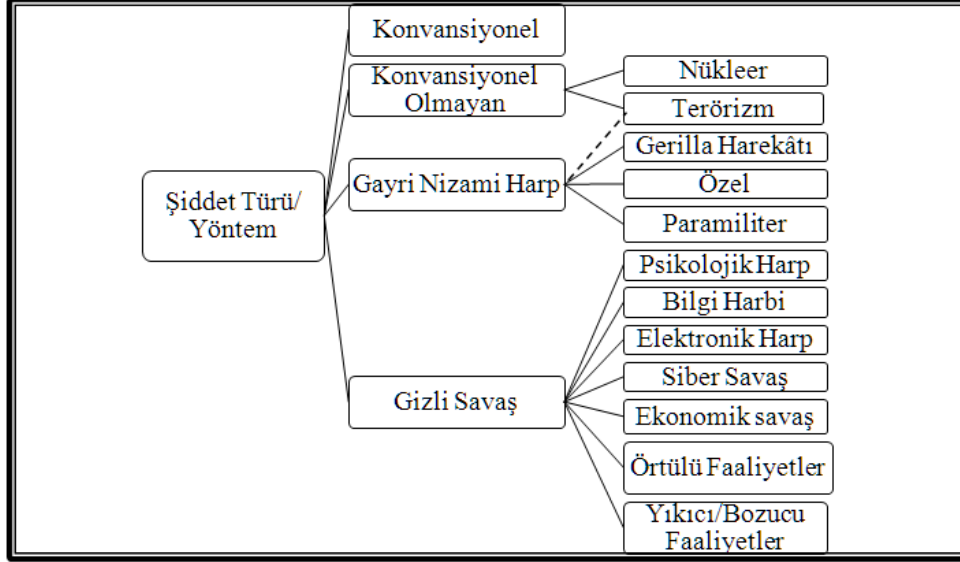 Konvansiyonel
Konvansiyonel
Olmayan
Nükleer
Terörizm
Gerilla Harekâtı
Gayri Nizami Harp
Özel
Şiddet Türü/
Yöntem
Paramiliter
Psikolojik Harp
Bilgi Harbi
Elektronik Harp
Siber Savaş
Gizli Savaş
Ekonomik savaş
Örtülü Faaliyetler
Yıkıcı/Bozucu
Faaliyetler